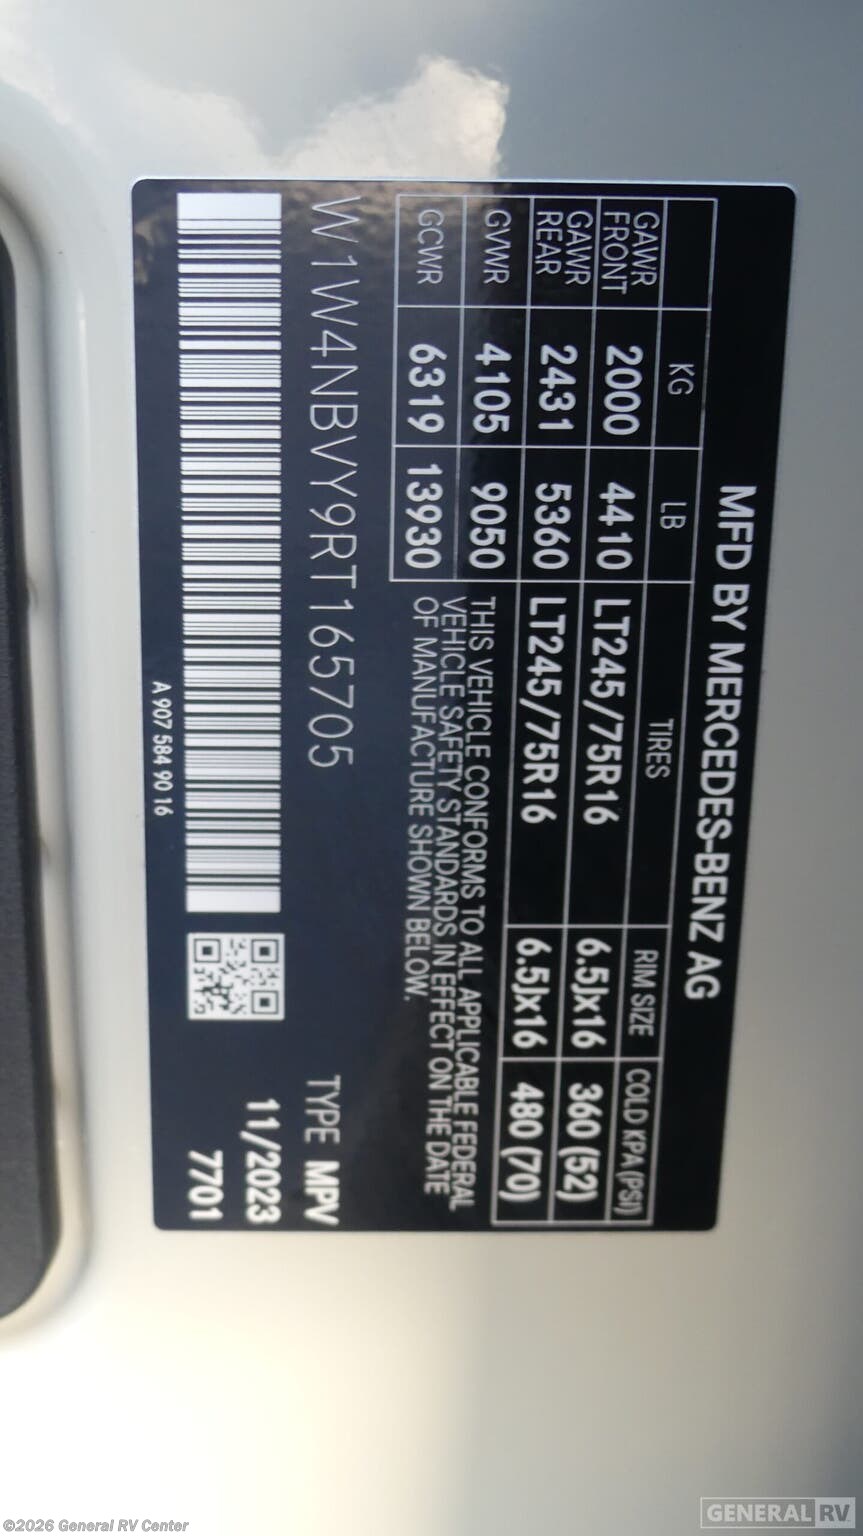 MFD BY MERCEDES-BENZ AG
KG LB TIRES RIM SIZE COLD KPA (PSI)
GAWR FRONT 2000 4410 LT245/75R16 6.5Jx16 360 (52)
GAWR REAR 2431 5360 LT245/75R16 6.5Jx16 480 (70)
GVWR 4105 9050
GCWR 6319 13930
THIS VEHICLE CONFORMS TO ALL APPLICABLE FEDERAL
VEHICLE SAFETY STANDARDS IN EFFECT ON THE DATE
OF MANUFACTURE SHOWN BELOW.
W1W4NBVY9RT165705
TYPE MPV
11/2023
7701
A 907 584 90 16
©2026 General RV Center
GENERAL RV